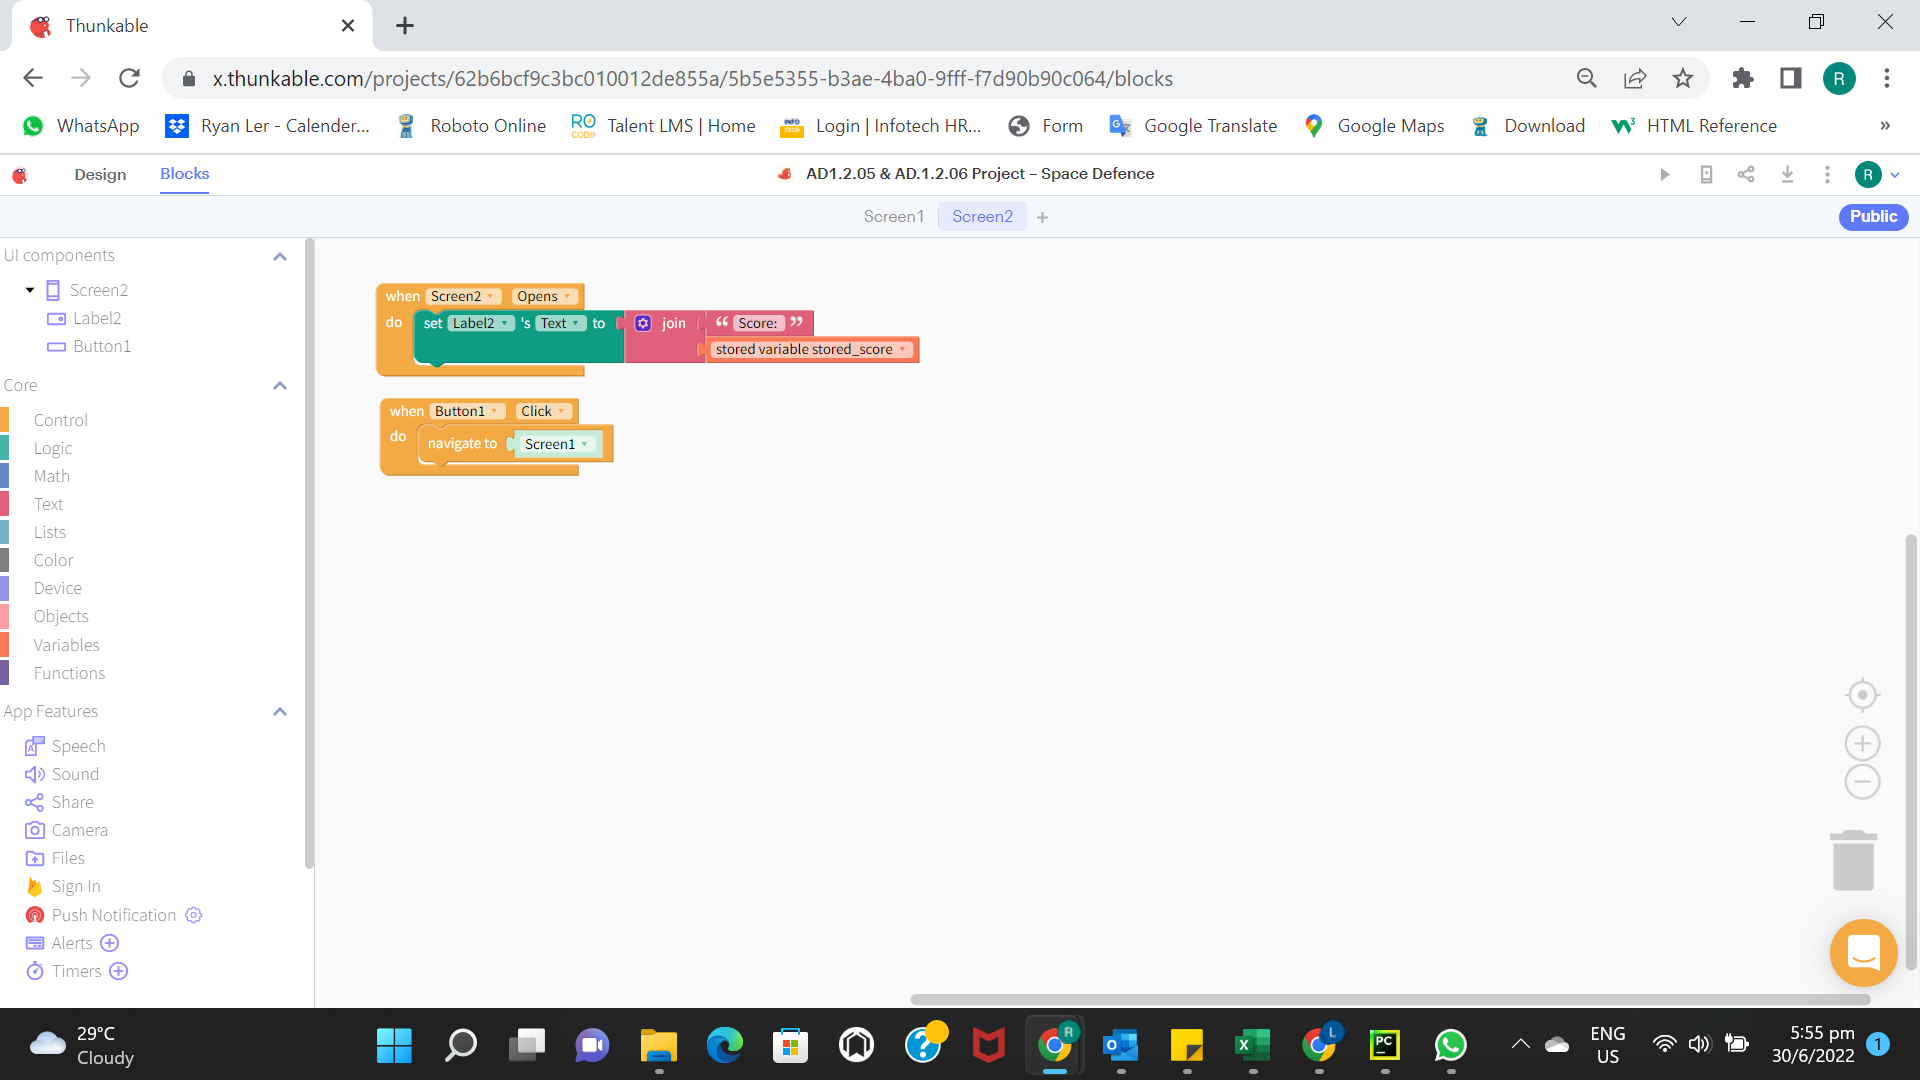 Thunkable
x.thunkable.com/projects/62b6bcf9c3bc010012de855a/5b5e5355-b3ae-4ba0-9fff-f7d90b90c064/blocks
R
WhatsApp
Ryan Ler - Calender...
Roboto Online
RO
CODING
Talent LMS | Home
INFO
TECH
Login | Infotech HR...
Form
Google Translate
Google Maps
Download
HTML Reference
»
Design
Blocks
AD1.2.05 & AD.1.2.06 Project – Space Defence
R
Screen1
Screen2
+
Public
UI components
Screen2
Label2
Button1
Core
Control
Logic
Math
Text
Lists
Color
Device
Objects
Variables
Functions
App Features
Speech
Sound
Share
Camera
Files
Sign In
Push Notification
Alerts
Timers
when Screen2 Opens
do set Label2 's Text to join “ Score: ”
stored variable stored_score
when Button1 Click
do navigate to Screen1
29°C
Cloudy
R
L
PC
ENG
US
5:55 pm
30/6/2022
1